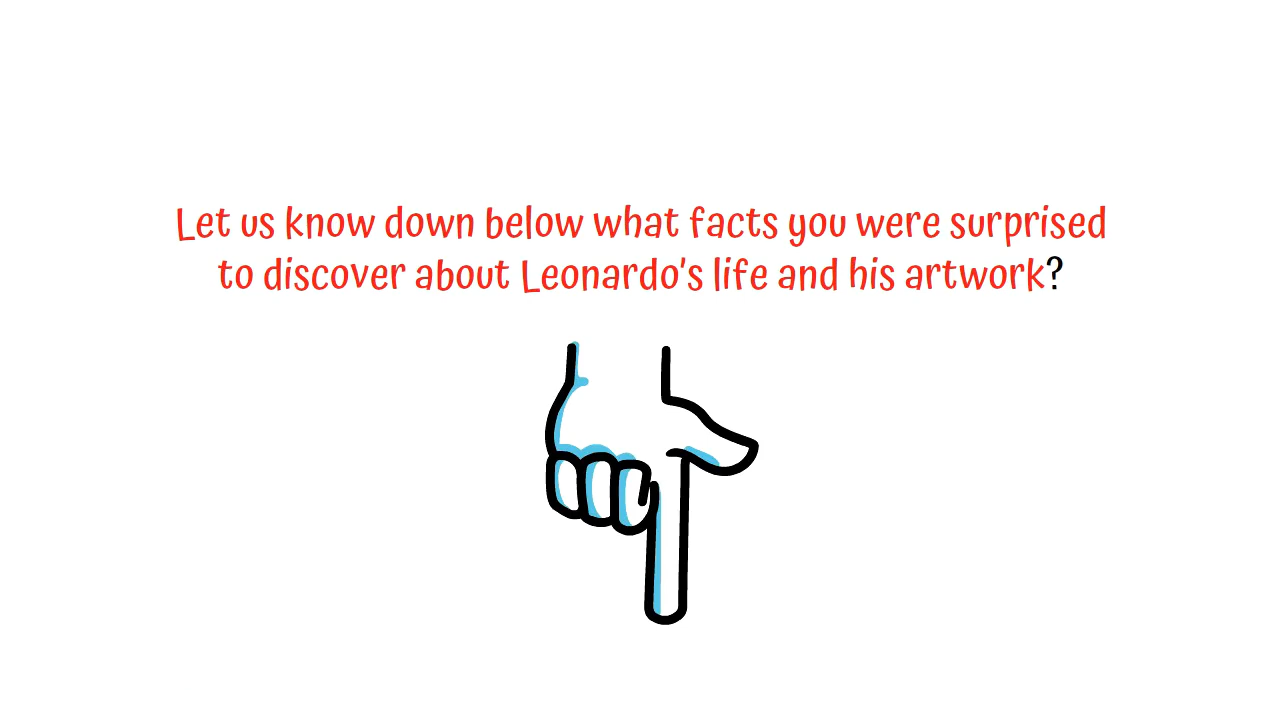 Let us know down below what facts you were surprised
to discover about Leonardo's life and his artwork?